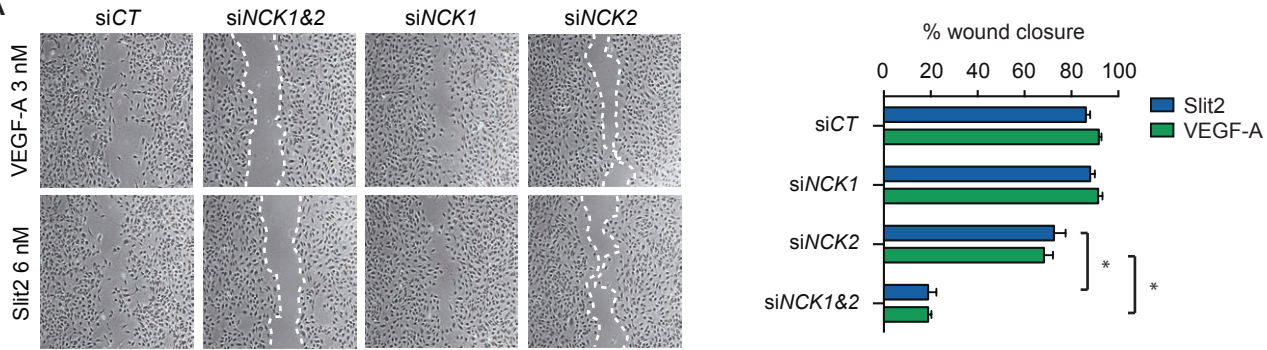 A
siCT
siNCK1&2
siNCK1
siNCK2
VEGF-A 3 nM
Slit2 6 nM
% wound closure
0 20 40 60 80 100
siCT
siNCK1
siNCK2
siNCK1&2
Slit2
VEGF-A
*
*